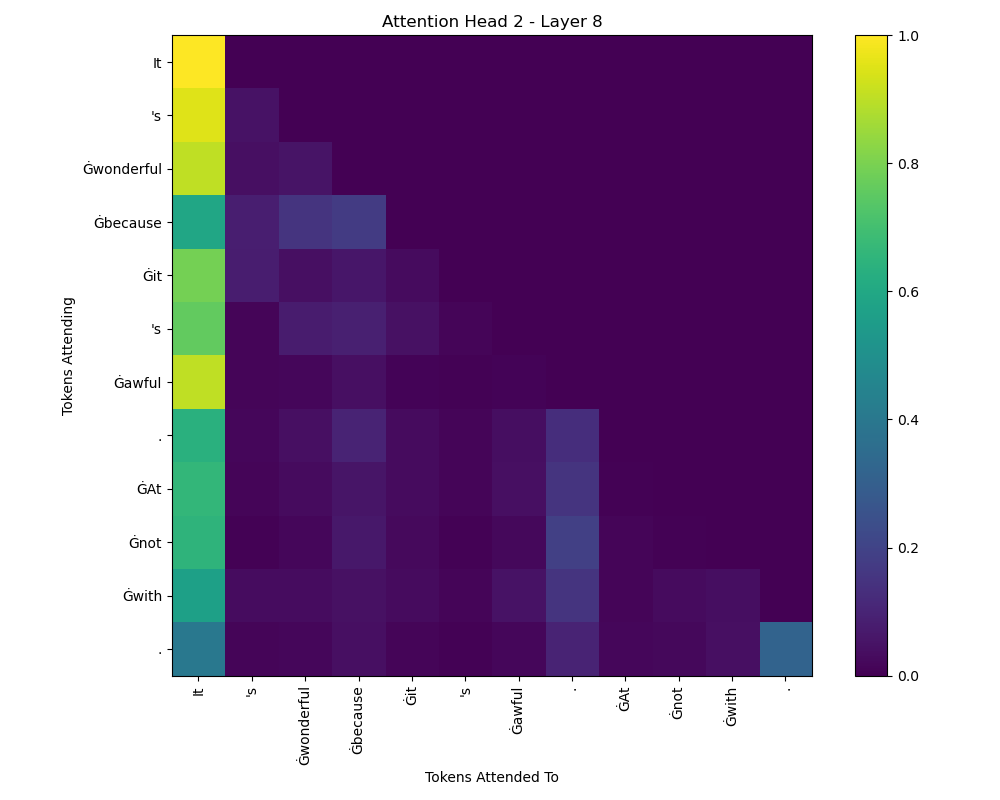 Attention Head 2 - Layer 8
It
's
Ġwonderful
Ġbecause
Ġit
's
Ġawful
.
ĠAt
Ġnot
Ġwith
.
Tokens Attending
It
's
Ġwonderful
Ġbecause
Ġit
's
Ġawful
.
ĠAt
Ġnot
Ġwith
.
Tokens Attended To
1.0
0.8
0.6
0.4
0.2
0.0